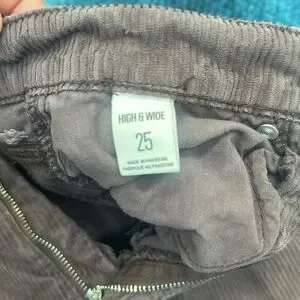 HIGH & WIDE
25
MADE IN PAKISTAN
FABRIQUÉ AU PAKISTAN